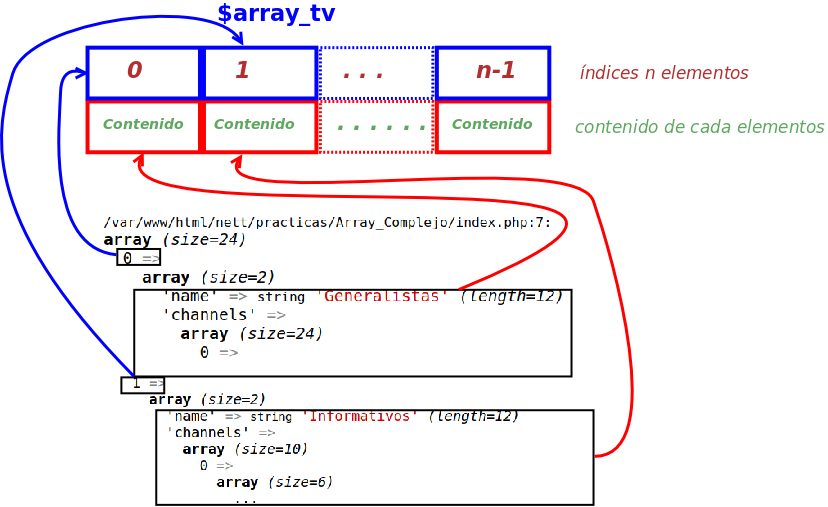 $array_tv
0 1 . . . n-1 índices n elementos
Contenido Contenido . . . . . . Contenido contenido de cada elementos
/var/www/html/nett/practicas/Array_Complejo/index.php:7:
array (size=24)
0 =>
array (size=2)
'name' => string 'Generalistas' (length=12)
'channels' =>
array (size=24)
0 =>
1 =>
array (size=2)
'name' => string 'Informativos' (length=12)
'channels' =>
array (size=10)
0 =>
array (size=6)
...